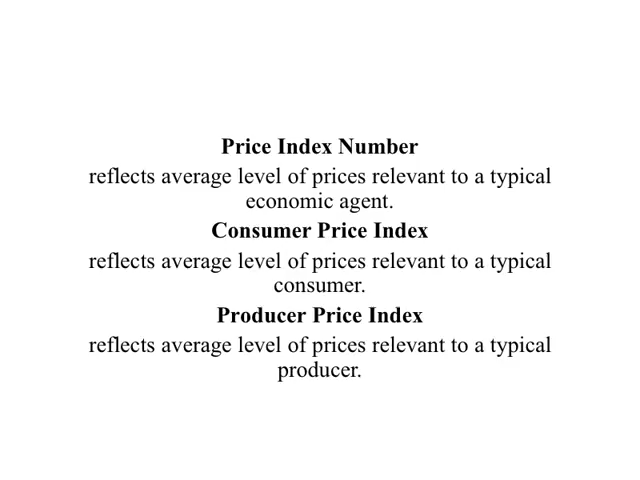 Price Index Number
reflects average level of prices relevant to a typical
economic agent.
Consumer Price Index
reflects average level of prices relevant to a typical
consumer.
Producer Price Index
reflects average level of prices relevant to a typical
producer.